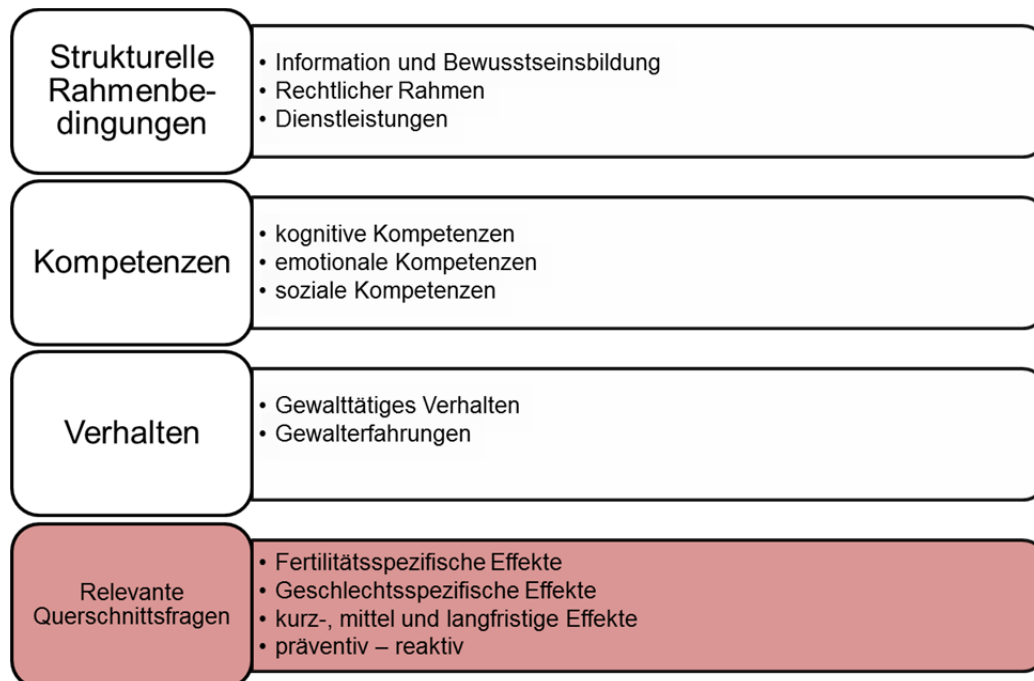 Strukturelle
Rahmenbe-
dingungen
• Information und Bewusstseinsbildung
• Rechtlicher Rahmen
• Dienstleistungen
Kompetenzen
• kognitive Kompetenzen
• emotionale Kompetenzen
• soziale Kompetenzen
Verhalten
• Gewalttätiges Verhalten
• Gewalterfahrungen
Relevante
Querschnittsfragen
• Fertilitätsspezifische Effekte
• Geschlechtsspezifische Effekte
• kurz-, mittel und langfristige Effekte
• präventiv – reaktiv